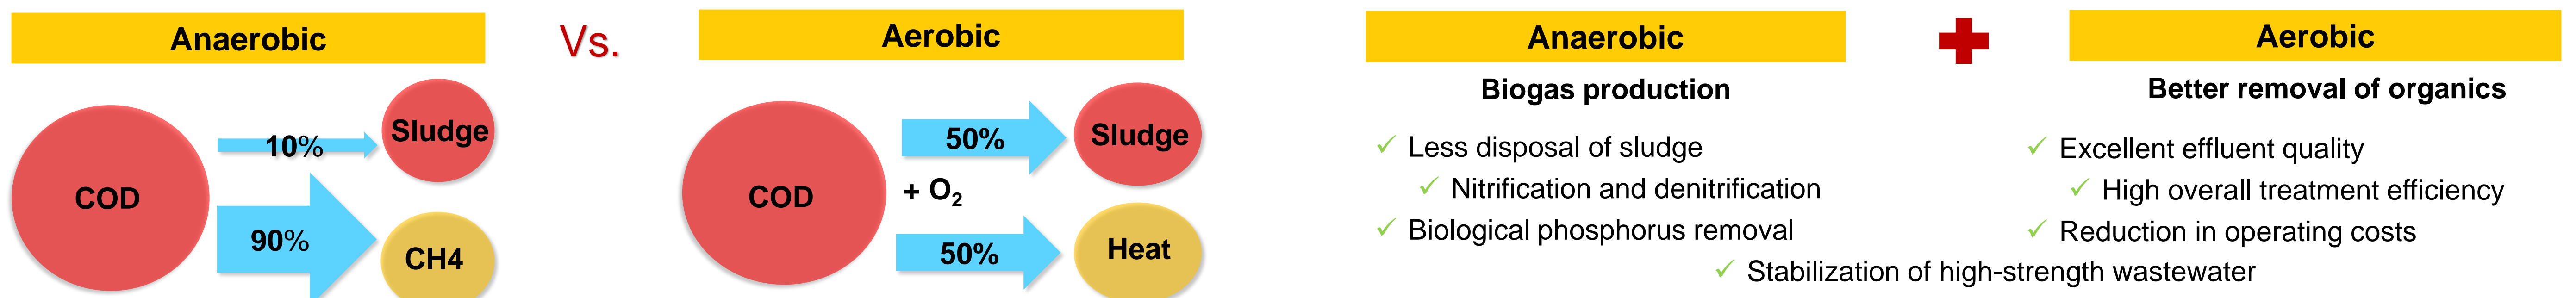 Anaerobic
Vs.
Aerobic
COD
10%
Sludge
90%
CH4
COD
50%
Sludge
+ O₂
50%
Heat
Anaerobic
Aerobic
Biogas production
Better removal of organics
✓ Less disposal of sludge
✓ Nitrification and denitrification
✓ Biological phosphorus removal
✓ Excellent effluent quality
✓ High overall treatment efficiency
✓ Reduction in operating costs
✓ Stabilization of high-strength wastewater